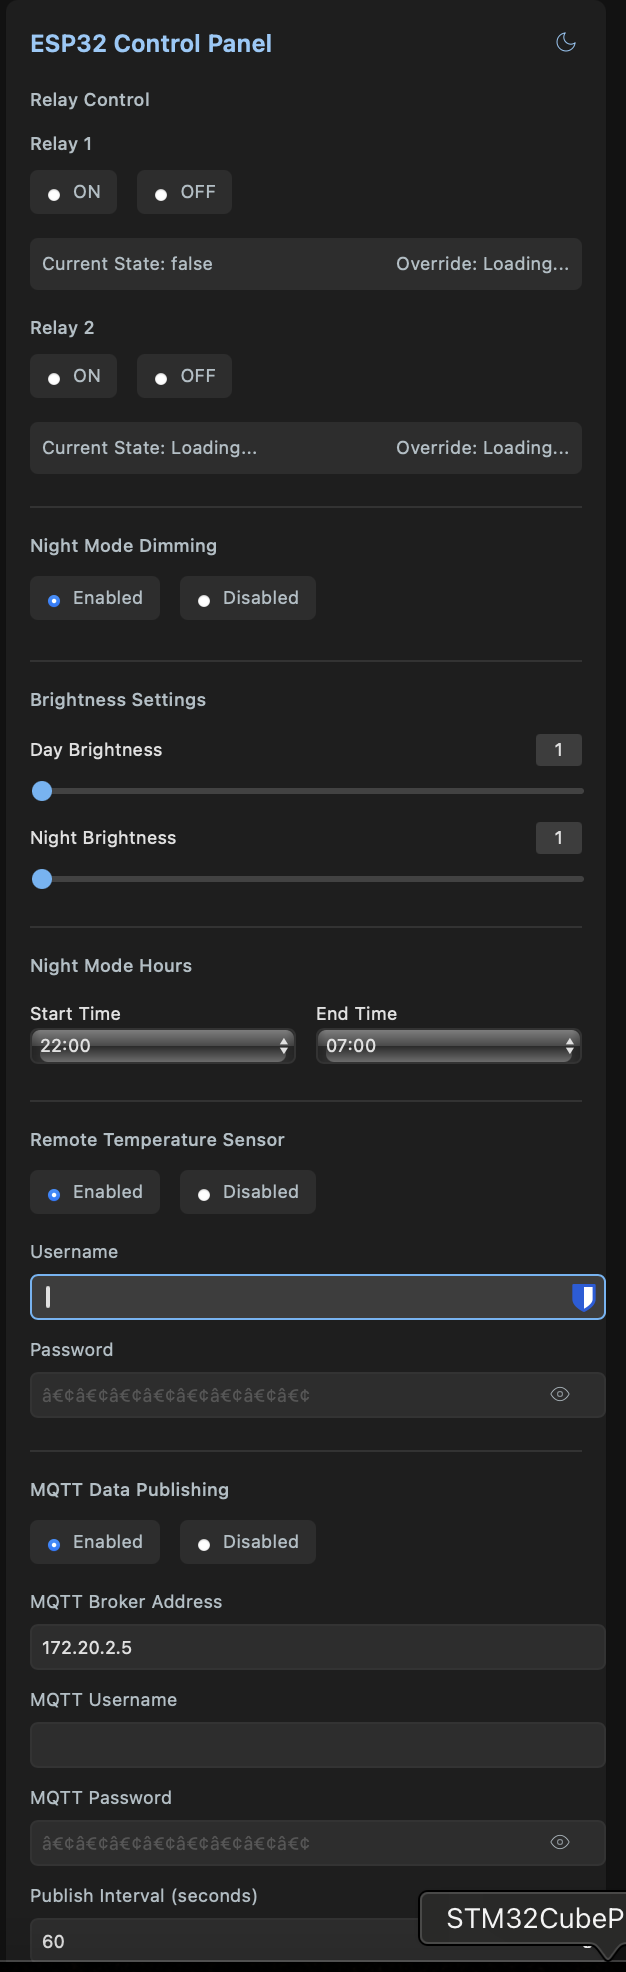 ESP32 Control Panel
Relay Control
Relay 1
ON OFF
Current State: false Override: Loading...
Relay 2
ON OFF
Current State: Loading... Override: Loading...
Night Mode Dimming
Enabled Disabled
Brightness Settings
Day Brightness 1
Night Brightness 1
Night Mode Hours
Start Time End Time
22:00 07:00
Remote Temperature Sensor
Enabled Disabled
Username
Password
â€¢â€¢â€¢â€¢â€¢â€¢â€¢â€¢
MQTT Data Publishing
Enabled Disabled
MQTT Broker Address
172.20.2.5
MQTT Username
MQTT Password
â€¢â€¢â€¢â€¢â€¢â€¢â€¢â€¢
Publish Interval (seconds)
STM32CubeP
60